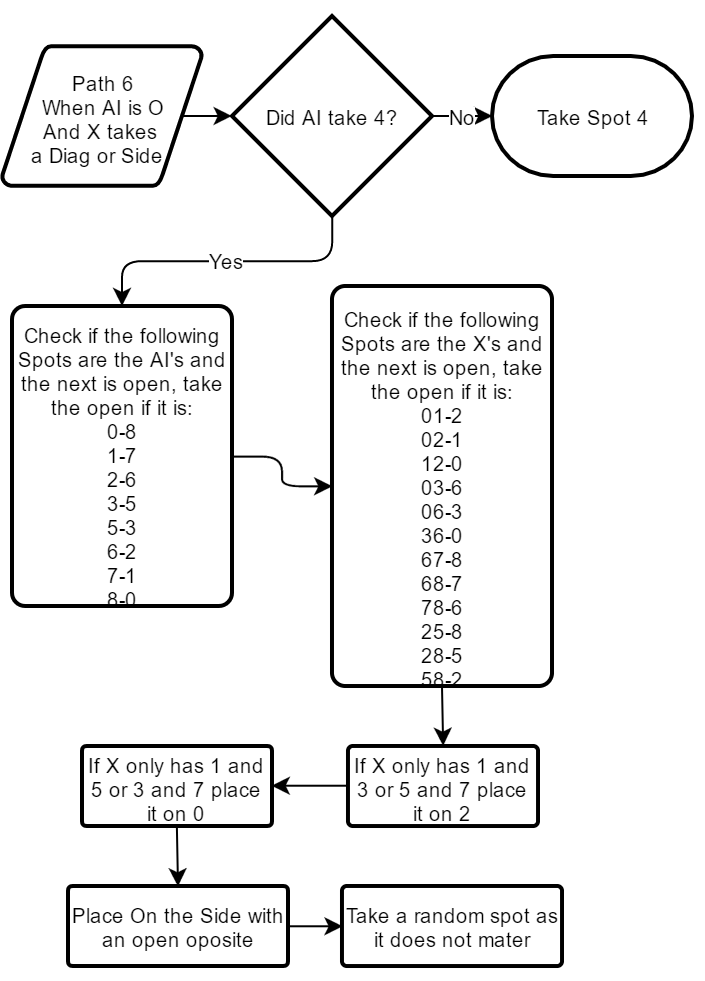 Path 6
When AI is O
And X takes
a Diag or Side
Did AI take 4?
No
Take Spot 4
Yes
Check if the following
Spots are the AI's and
the next is open, take
the open if it is:
0-8
1-7
2-6
3-5
5-3
6-2
7-1
8-0
Check if the following
Spots are the X's and
the next is open, take
the open if it is:
01-2
02-1
12-0
03-6
06-3
36-0
67-8
68-7
78-6
25-8
28-5
58-2
If X only has 1 and
5 or 3 and 7 place
it on 0
If X only has 1 and
3 or 5 and 7 place
it on 2
Place On the Side with
an open oposite
Take a random spot as
it does not mater